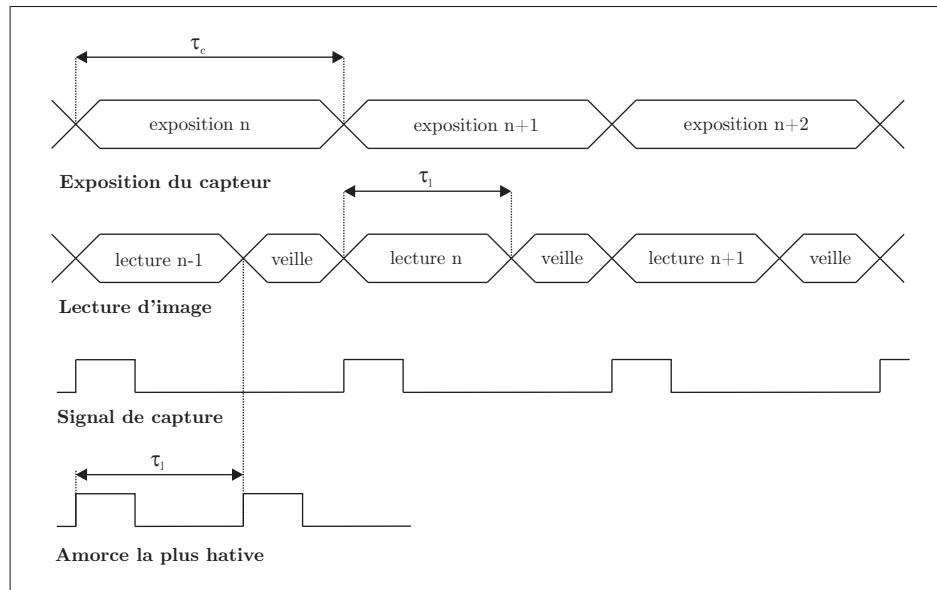 τc
exposition n
exposition n+1
exposition n+2
Exposition du capteur
τl
lecture n-1
veille
lecture n
veille
lecture n+1
veille
Lecture d'image
Signal de capture
τl
Amorce la plus hative